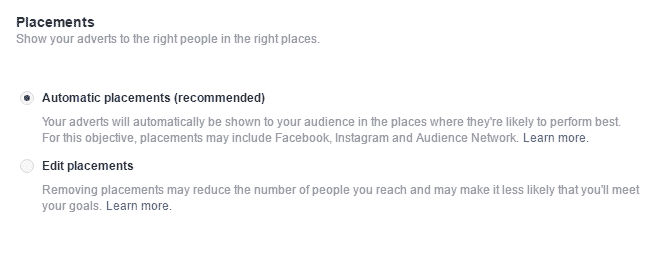 Placements
Show your adverts to the right people in the right places.
Automatic placements (recommended)
Your adverts will automatically be shown to your audience in the places where they're likely to perform best.
For this objective, placements may include Facebook, Instagram and Audience Network. Learn more.
Edit placements
Removing placements may reduce the number of people you reach and may make it less likely that you'll meet
your goals. Learn more.